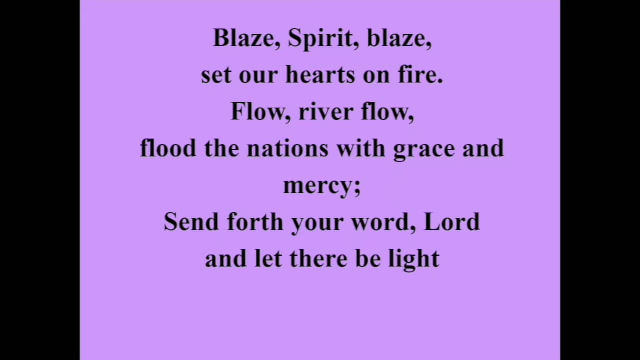 Blaze, Spirit, blaze,
set our hearts on fire.
Flow, river flow,
flood the nations with grace and
mercy;
Send forth your word, Lord
and let there be light